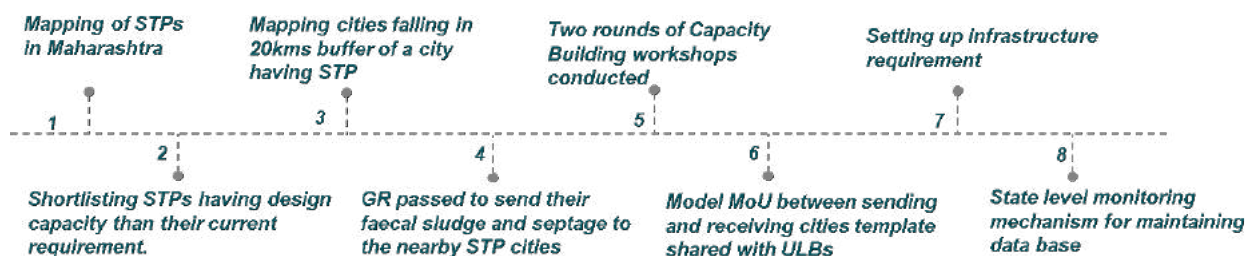 1
Mapping of STPs
in Maharashtra
2
Shortlisting STPs having design
capacity than their current
requirement.
3
Mapping cities falling in
20kms buffer of a city
having STP
4
GR passed to send their
faecal sludge and septage to
the nearby STP cities
5
Two rounds of Capacity
Building workshops
conducted
6
Model MoU between sending
and receiving cities template
shared with ULBs
7
Setting up infrastructure
requirement
8
State level monitoring
mechanism for maintaining
data base